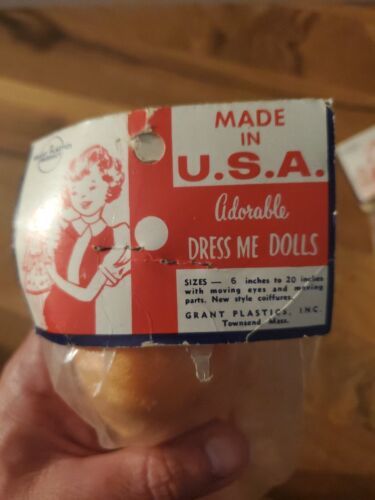 MADE
IN
U.S.A.
Adorable
DRESS ME DOLLS
SIZES — 6 inches to 20 inches
with moving eyes and moving
parts. New style coiffures.
GRANT PLASTICS, INC.
Townsend Mass.